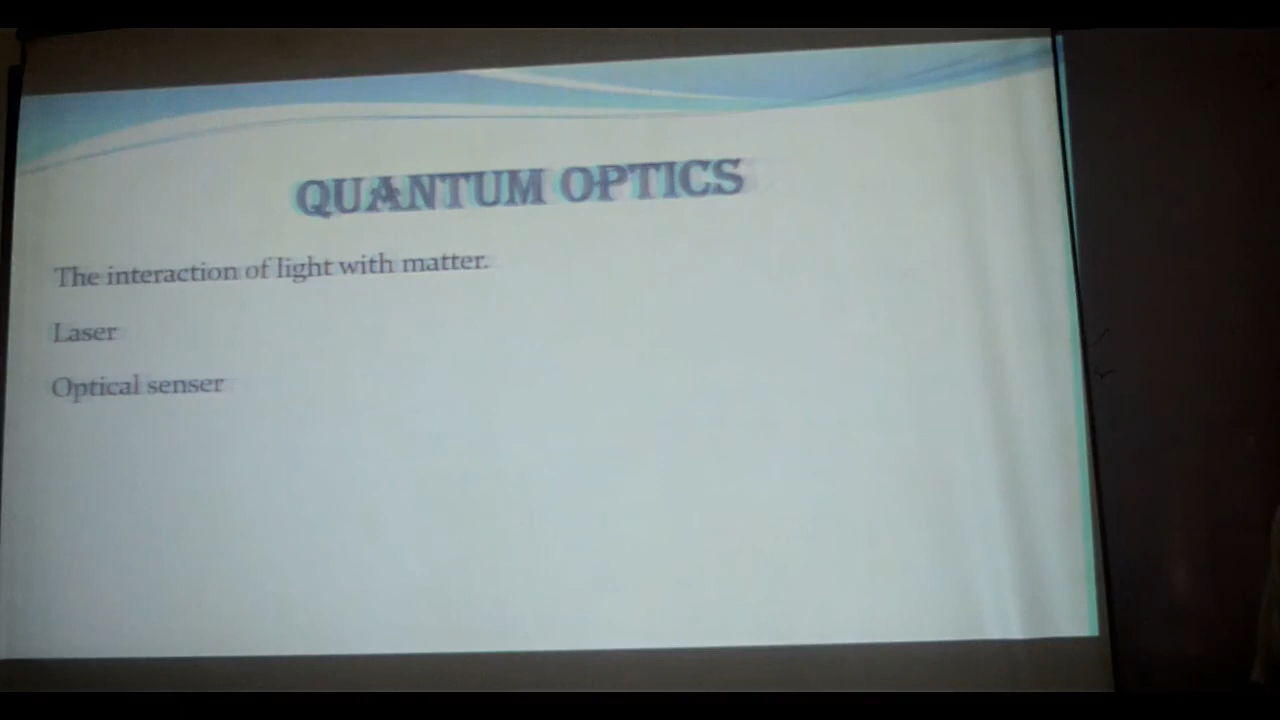 QUANTUM OPTICS
The interaction of light with matter.
Laser
Optical senser